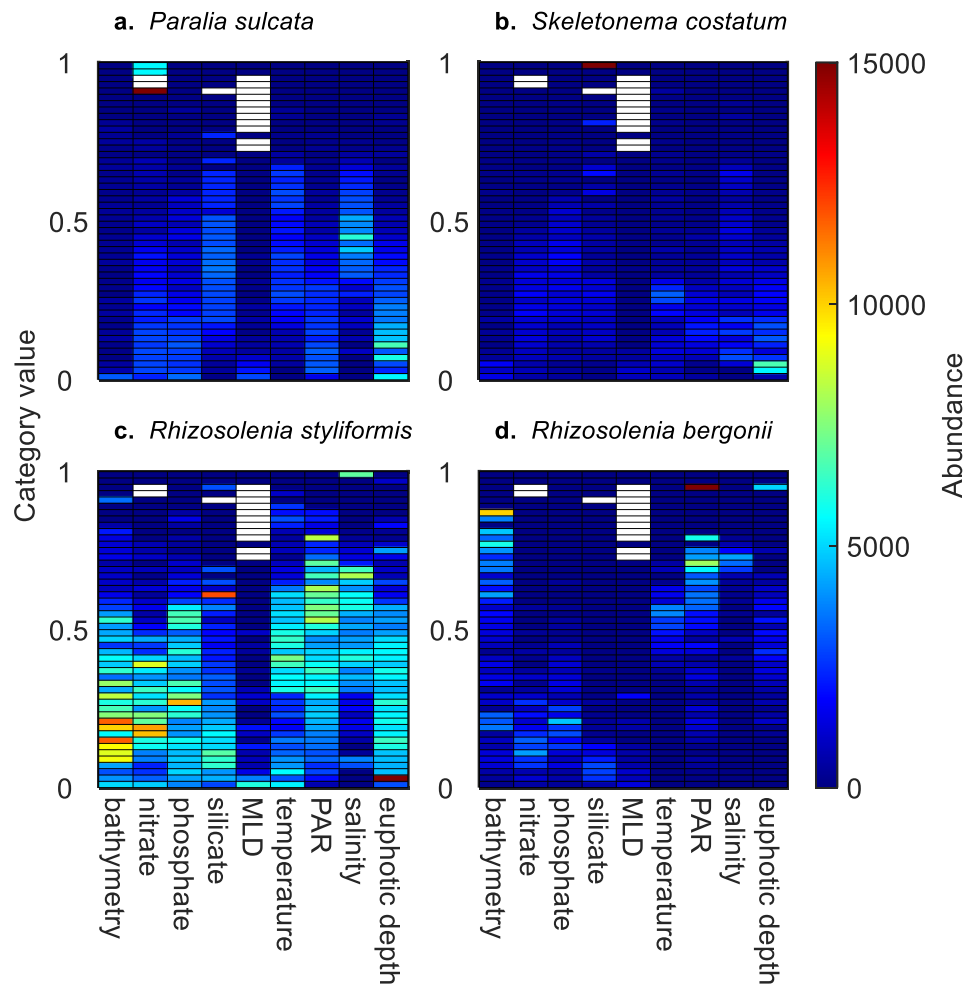 a. Paralia sulcata
b. Skeletonema costatum
1
0.5
0
1
0.5
0
15000
10000
5000
0
Abundance
Category value
c. Rhizosolenia styliformis
d. Rhizosolenia bergonii
1
0.5
0
1
0.5
0
bathymetry
nitrate
phosphate
silicate
MLD
temperature
PAR
salinity
euphotic depth
bathymetry
nitrate
phosphate
silicate
MLD
temperature
PAR
salinity
euphotic depth